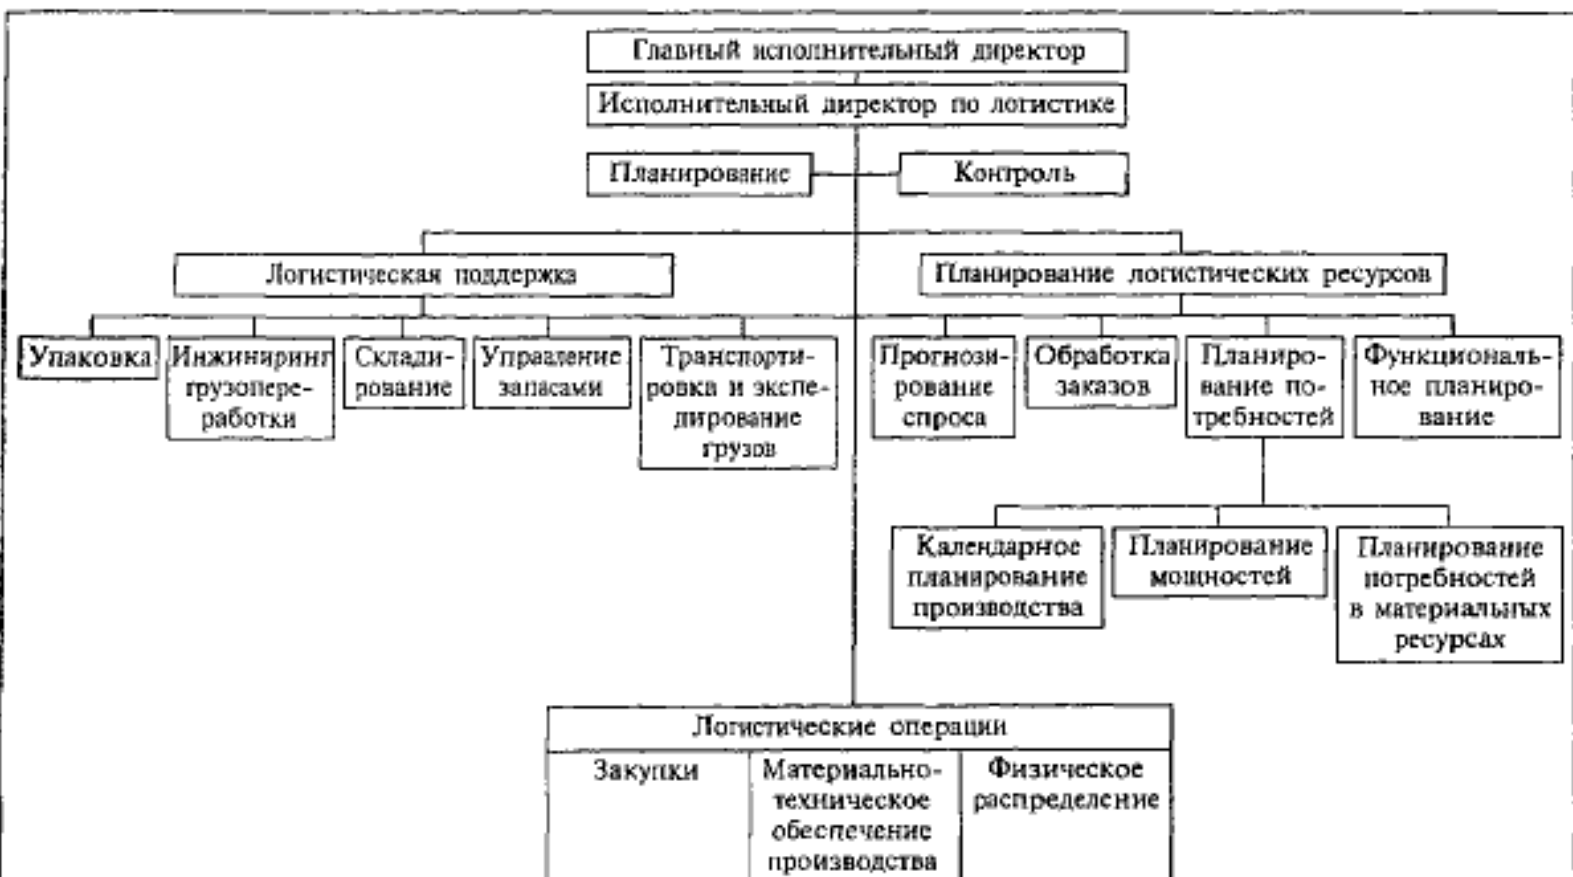 Главный исполнительный директор
Исполнительный директор по логистике
Планирование
Контроль
Логистическая поддержка
Планирование логистических ресурсов
Упаковка
Инжиниринг
грузопере-
работки
Склади-
рование
Управление
запасами
Транспорти-
ровка и экспе-
дирование
грузов
Прогнози-
рование
спроса
Обработка
заказов
Планиро-
вание по-
требностей
Функциональ-
ное планиро-
вание
Календарное
планирование
производства
Планирование
мощностей
Планирование
потребностей
в материальных
ресурсах
Логистические операции
Закупки
Материально-
техническое
обеспечение
производства
Физическое
распределение